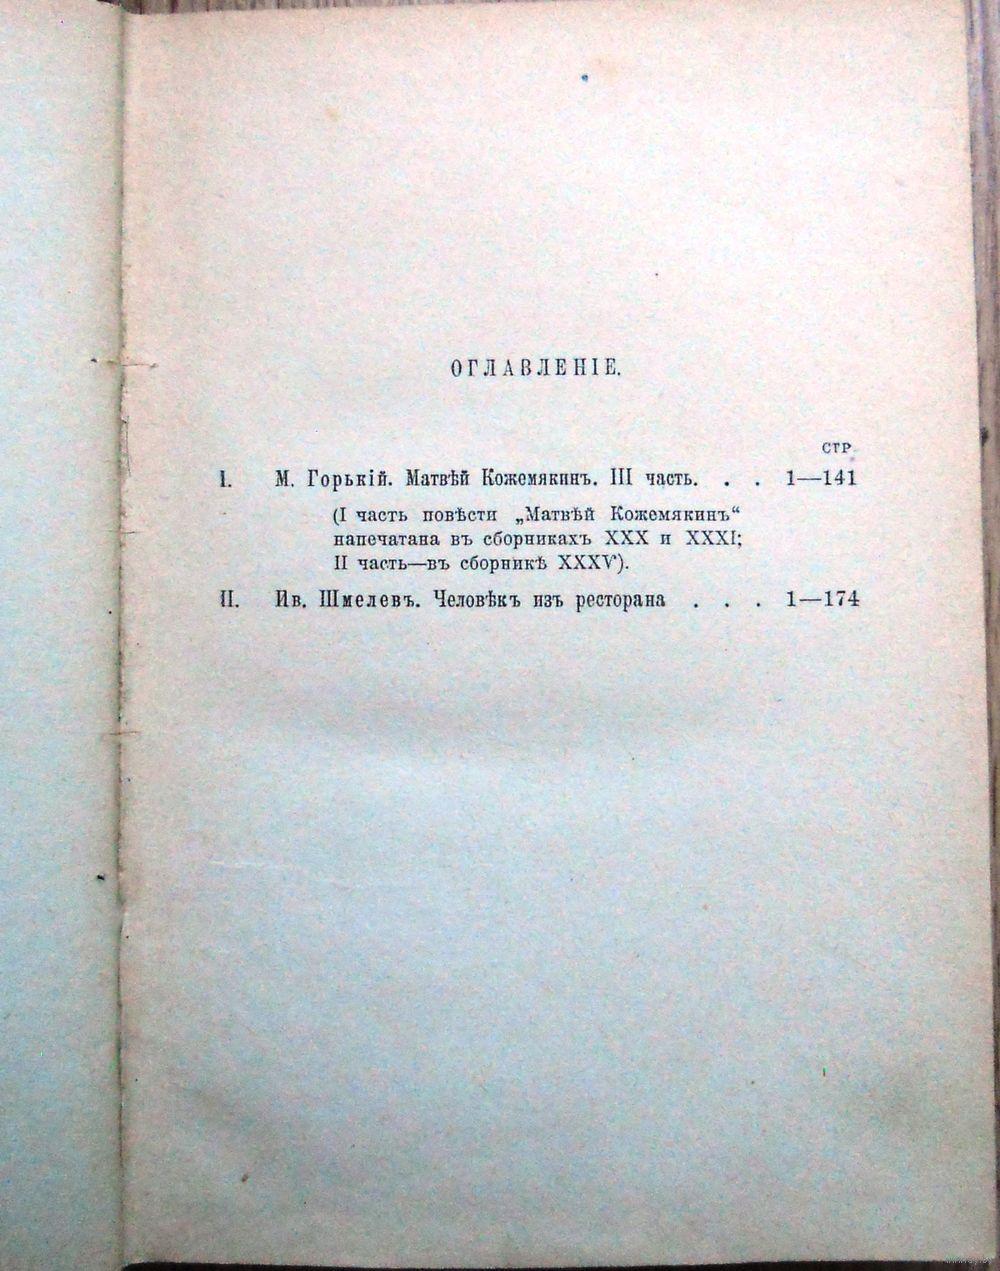 ОГЛАВЛЕНІЕ.
СТР.
I. М. Горькій. Матвѣй Кожемякинъ. III часть. . . 1—141
(I часть повѣсти „Матвѣй Кожемякинъ“
напечатана въ сборникахъ XXX и XXXI;
II часть—въ сборникѣ XXXV).
II. Ив. Шмелевъ. Человѣкъ изъ ресторана . . . 1—174